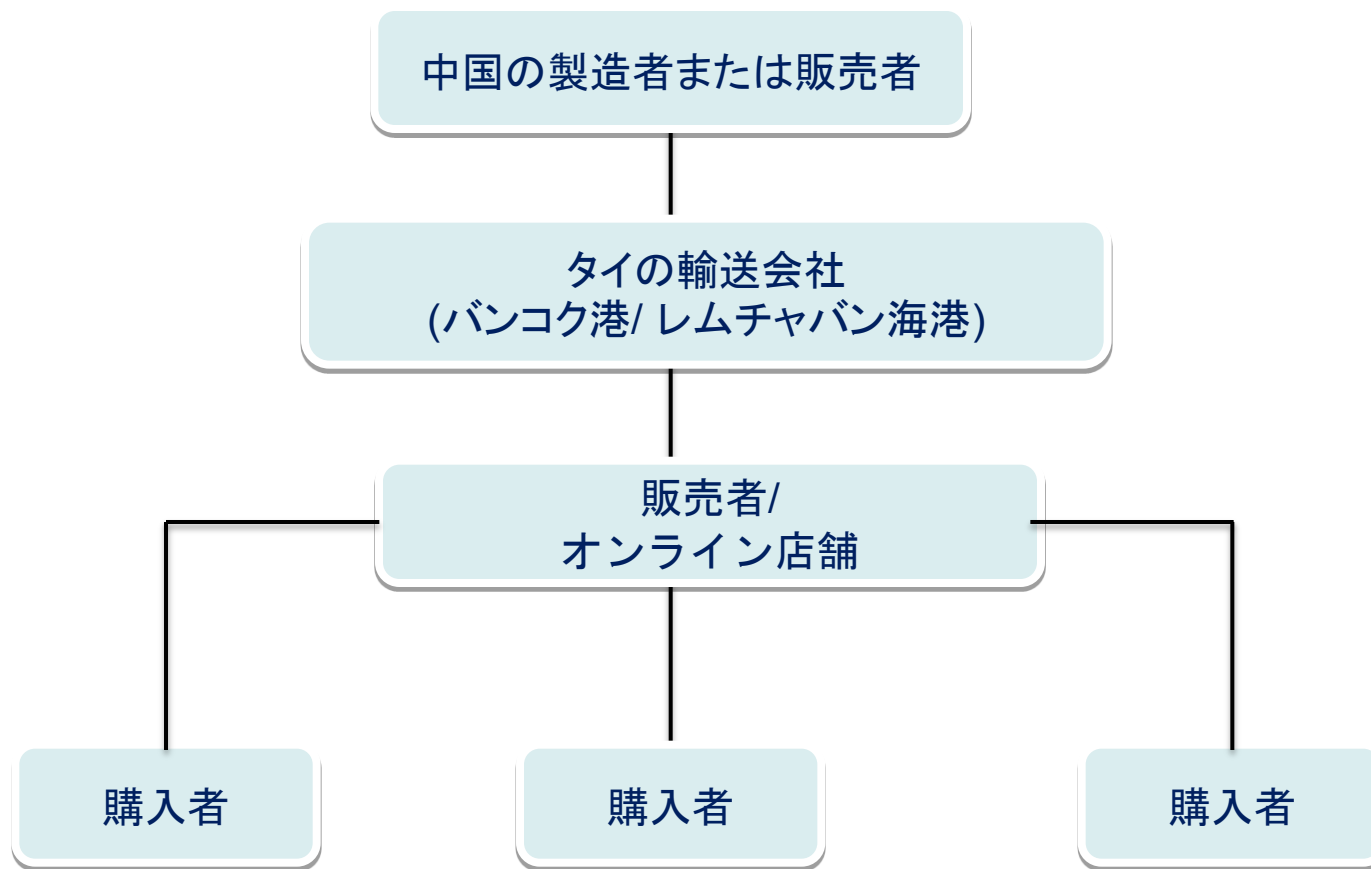 中国の製造者または販売者
タイの輸送会社
(バンコク港/ レムチャバン海港)
販売者/
オンライン店舗
購入者
購入者
購入者